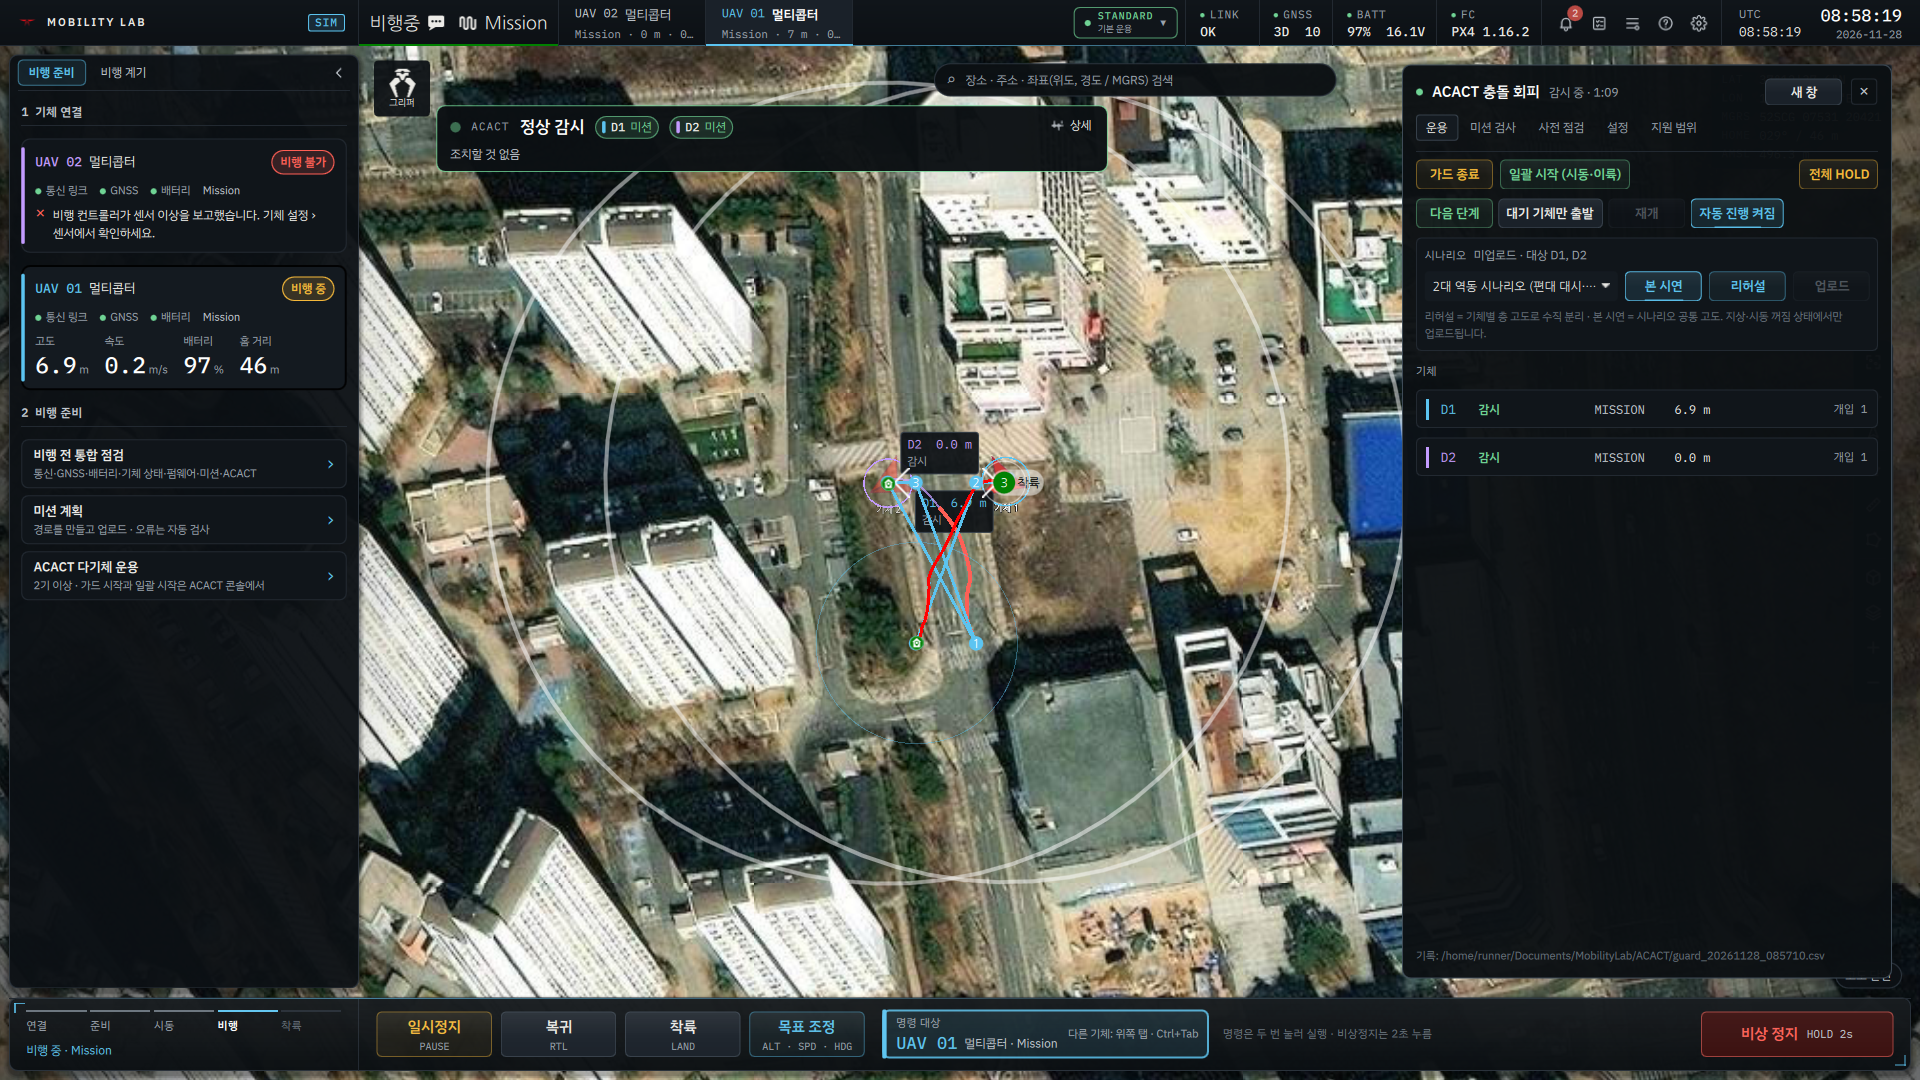 MOBILITY LAB
SIM
비행중
Mission
UAV 02 멀티콥터
Mission · 0 m · 0…
UAV 01 멀티콥터
Mission · 7 m · 0…
STANDARD
기본 운용
LINK
OK
GNSS
3D 10
BATT
97% 16.1V
FC
PX4 1.16.2
2
UTC
08:58:19
08:58:19
2026-11-28
비행 준비
비행 계기
1 기체 연결
UAV 02 멀티콥터
비행 불가
통신 링크
GNSS
배터리
Mission
비행 컨트롤러가 센서 이상을 보고했습니다. 기체 설정 ›
센서에서 확인하세요.
UAV 01 멀티콥터
비행 중
통신 링크
GNSS
배터리
Mission
고도
속도
배터리
홈 거리
6.9 m
0.2 m/s
97 %
46 m
2 비행 준비
비행 전 통합 점검
통신·GNSS·배터리·기체 상태·펌웨어·미션·ACACT
미션 계획
경로를 만들고 업로드 · 오류는 자동 검사
ACACT 다기체 운용
2기 이상 · 가드 시작과 일괄 시작은 ACACT 콘솔에서
그리퍼
장소 · 주소 · 좌표(위도, 경도 / MGRS) 검색
ACACT
정상 감시
D1 미션
D2 미션
상세
조치할 것 없음
D2 0.0 m
감시
3
2
3
착륙
기체 1
감시
1
ACACT 충돌 회피
감시 중 · 1:09
새 창
운용
미션 검사
사전 점검
설정
지원 범위
가드 종료
일괄 시작 (시동·이륙)
전체 HOLD
다음 단계
대기 기체만 출발
재개
자동 진행 켜짐
시나리오 미업로드 · 대상 D1, D2
2대 역동 시나리오 (편대 대시·…
본 시연
리허설
업로드
리허설 = 기체별 층 고도로 수직 분리 · 본 시연 = 시나리오 공통 고도. 지상·시동 꺼짐 상태에서만
업로드됩니다.
기체
D1 감시 MISSION 6.9 m 개입 1
D2 감시 MISSION 0.0 m 개입 1
기록: /home/runner/Documents/MobilityLab/ACACT/guard_20261128_085710.csv
연결
준비
시동
비행
착륙
비행 중 · Mission
일시정지
PAUSE
복귀
RTL
착륙
LAND
목표 조정
ALT · SPD · HDG
명령 대상
UAV 01 멀티콥터 · Mission
다른 기체: 위쪽 탭 · Ctrl+Tab
명령은 두 번 눌러 실행 · 비상정지는 2초 누름
비상 정지 HOLD 2s